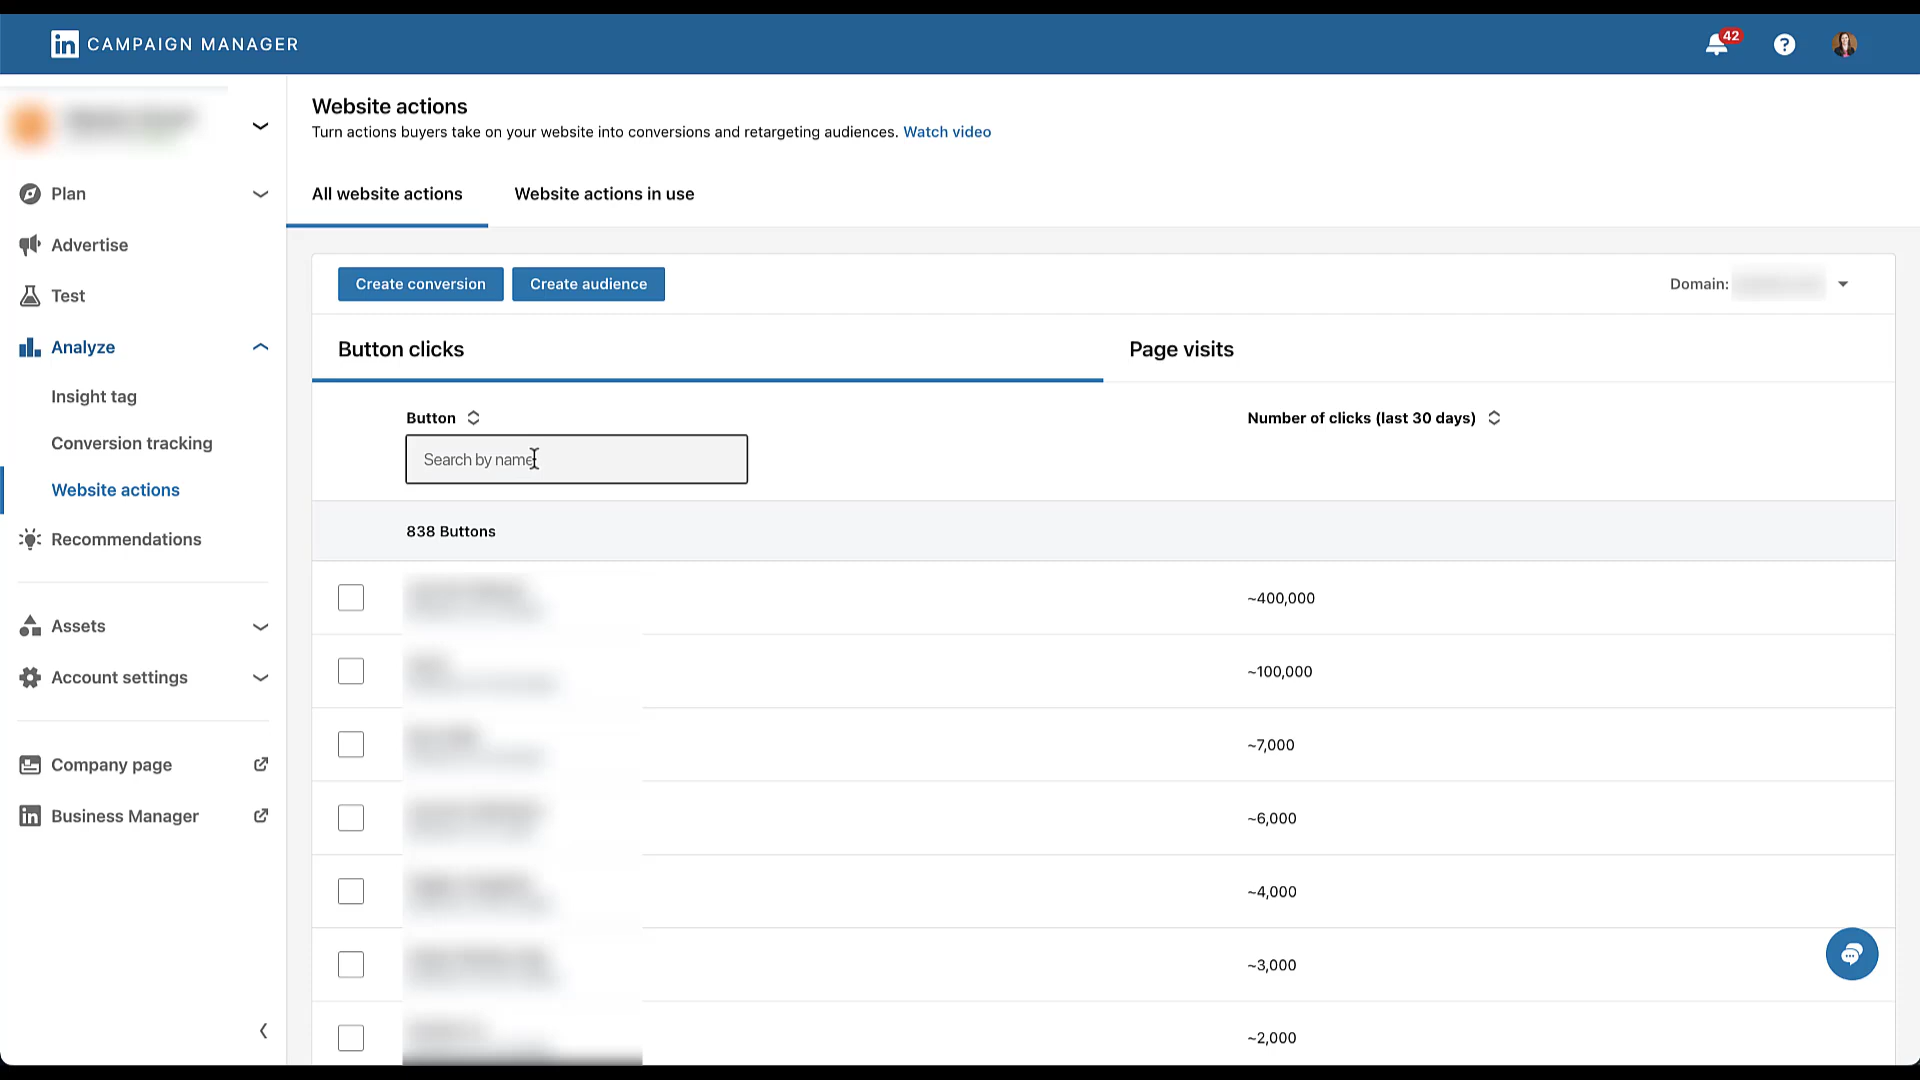 in CAMPAIGN MANAGER
42
?
Website actions
Turn actions buyers take on your website into conversions and retargeting audiences. Watch video
Plan
All website actions
Website actions in use
Advertise
Test
Create conversion
Create audience
Domain:
Analyze
Button clicks
Page visits
Insight tag
Button
Number of clicks (last 30 days)
Conversion tracking
Search by name
Website actions
Recommendations
838 Buttons
~400,000
Assets
~100,000
Account settings
~7,000
Company page
in Business Manager
~6,000
~4,000
~3,000
~2,000